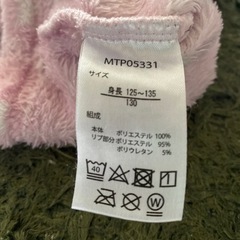 MTP05331
サイズ
身長 125~135
130
組成
本体 ポリエステル 100%
リブ部分 ポリエステル 95%
ポリウレタン 5%
40
W